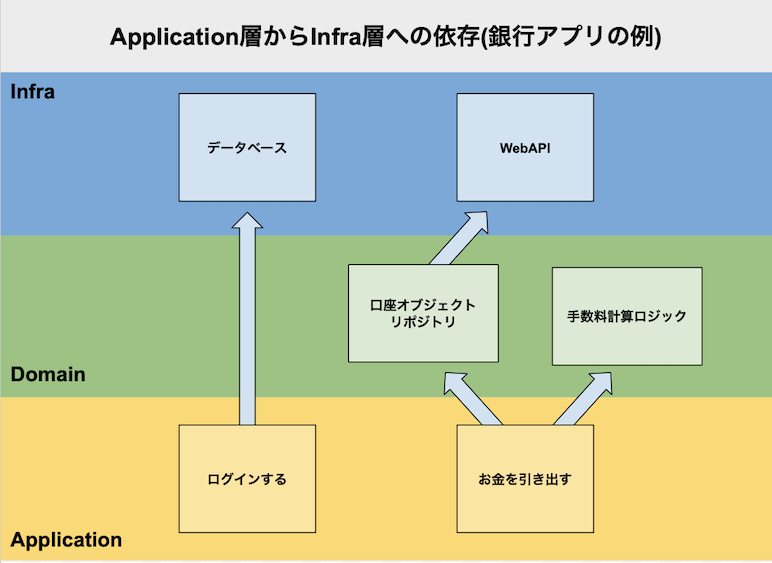 Application層からInfra層への依存(銀行アプリの例)
Infra
データベース
WebAPI
口座オブジェクト
リポジトリ
手数料計算ロジック
Domain
ログインする
お金を引き出す
Application